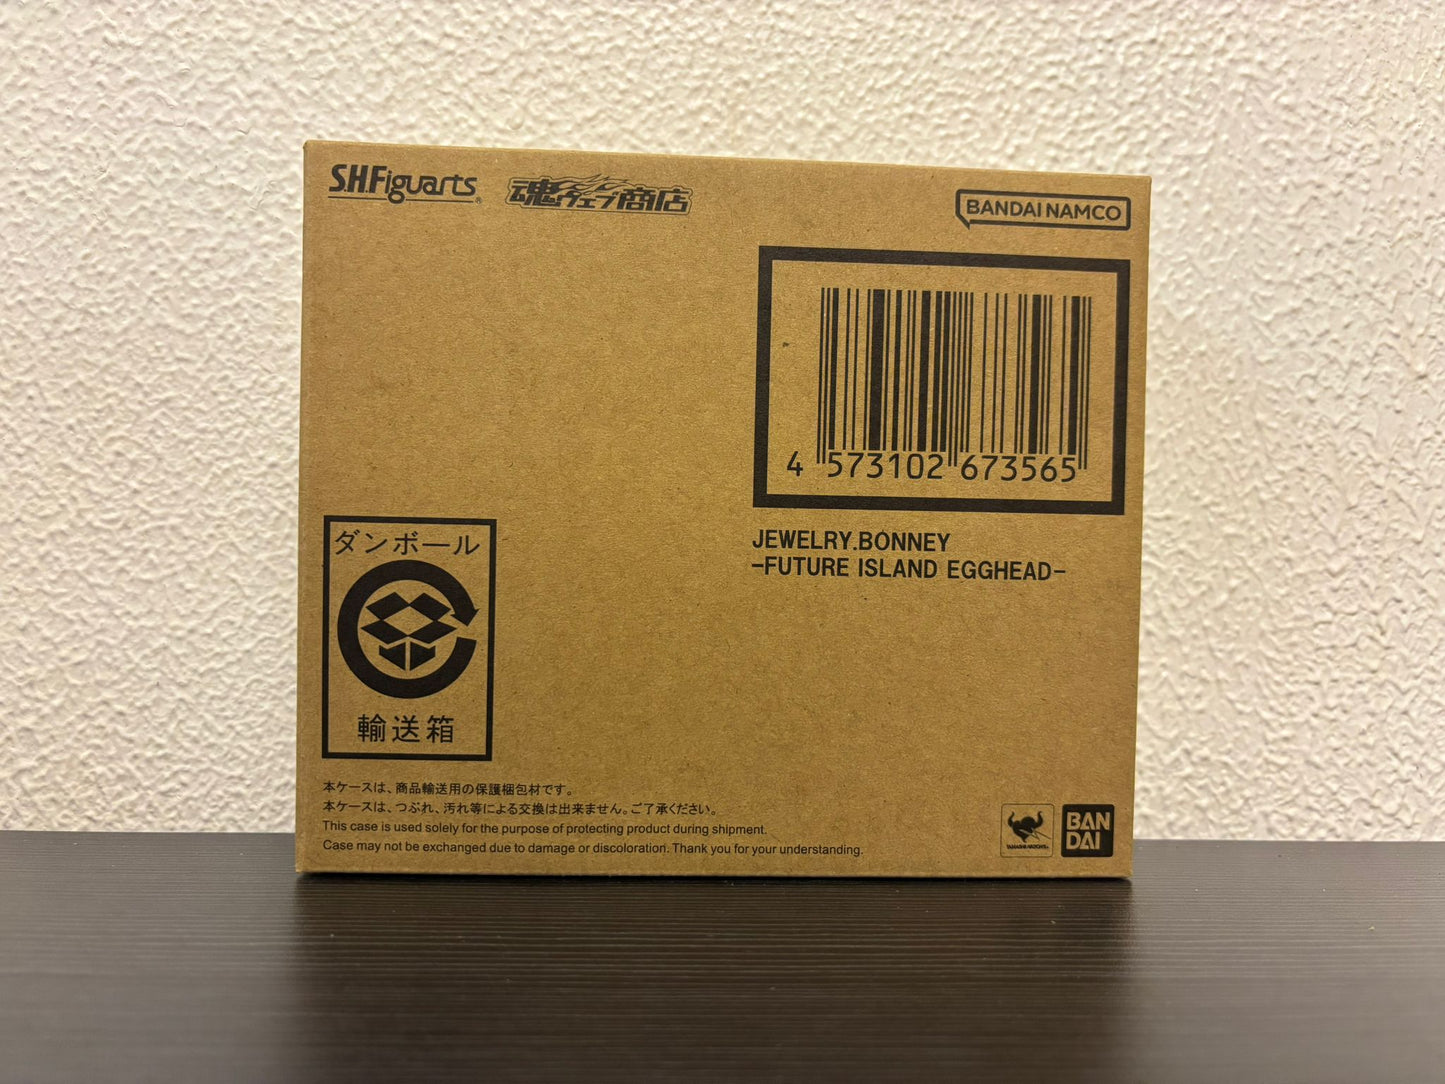 S.H.Figuarts
魂ウェブ商店
BANDAI NAMCO
4 573102 673565
JEWELRY.BONNEY
-FUTURE ISLAND EGGHEAD-
ダンボール
輸送箱
本ケースは、商品輸送用の保護梱包材です。
本ケースは、つぶれ、汚れ等による交換は出来ません。ご了承ください。
This case is used solely for the purpose of protecting product during shipment.
Case may not be exchanged due to damage or discoloration. Thank you for your understanding.
TAMASHII NATIONS
BAN
DAI